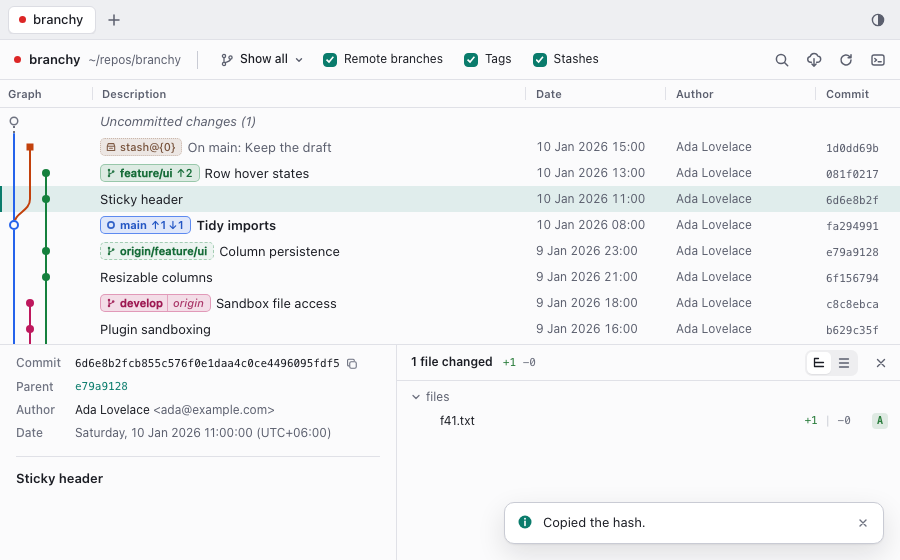 branchy
branchy ~/repos/branchy Show all Remote branches Tags Stashes
Graph Description Date Author Commit
Uncommitted changes (1)
stash@{0} On main: Keep the draft 10 Jan 2026 15:00 Ada Lovelace 1d0dd69b
feature/ui ↑2 Row hover states 10 Jan 2026 13:00 Ada Lovelace 081f0217
Sticky header 10 Jan 2026 11:00 Ada Lovelace 6d6e8b2f
main ↑1↓1 Tidy imports 10 Jan 2026 08:00 Ada Lovelace fa294991
origin/feature/ui Column persistence 9 Jan 2026 23:00 Ada Lovelace e79a9128
Resizable columns 9 Jan 2026 21:00 Ada Lovelace 6f156794
develop origin Sandbox file access 9 Jan 2026 18:00 Ada Lovelace c8c8ebca
Plugin sandboxing 9 Jan 2026 16:00 Ada Lovelace b629c35f
Commit 6d6e8b2fcb855c576f0e1daa4c0ce4496095fdf5
Parent e79a9128
Author Ada Lovelace <ada@example.com>
Date Saturday, 10 Jan 2026 11:00:00 (UTC+06:00)
Sticky header
1 file changed +1 −0
files
f41.txt +1 | −0 A
Copied the hash.